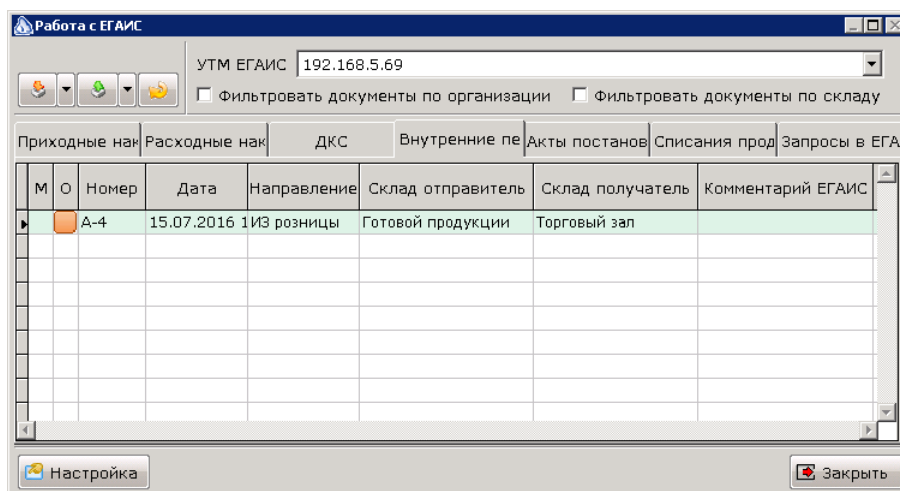 Работа с ЕГАИС
УТМ ЕГАИС 192.168.5.69
Фильтровать документы по организации Фильтровать документы по складу
Приходные нак Расходные нак ДКС Внутренние пе Акты постанов Списания прод Запросы в ЕГА
М О Номер Дата Направление Склад отправитель Склад получатель Комментарий ЕГАИС
А-4 15.07.2016 1 ИЗ розницы Готовой продукции Торговый зал
Настройка Закрыть